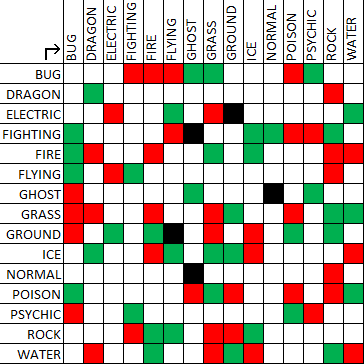 BUG DRAGON ELECTRIC FIGHTING FIRE FLYING GHOST GRASS GROUND ICE NORMAL POISON PSYCHIC ROCK WATER
BUG
DRAGON
ELECTRIC
FIGHTING
FIRE
FLYING
GHOST
GRASS
GROUND
ICE
NORMAL
POISON
PSYCHIC
ROCK
WATER